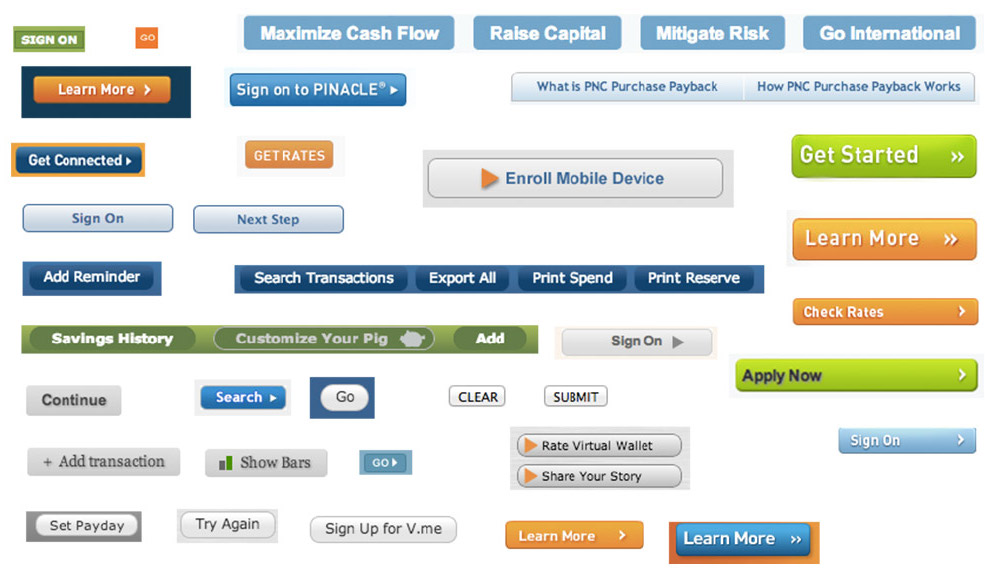 SIGN ON
GO
Maximize Cash Flow
Raise Capital
Mitigate Risk
Go International
Learn More
Sign on to PINACLE®
What is PNC Purchase Payback
How PNC Purchase Payback Works
Get Connected
GET RATES
Enroll Mobile Device
Get Started
Sign On
Next Step
Learn More
Add Reminder
Search Transactions
Export All
Print Spend
Print Reserve
Check Rates
Savings History
Customize Your Pig
Add
Sign On
Apply Now
Continue
Search
Go
CLEAR
SUBMIT
Sign On
Rate Virtual Wallet
Share Your Story
+ Add transaction
Show Bars
GO
Set Payday
Try Again
Sign Up for V.me
Learn More
Learn More